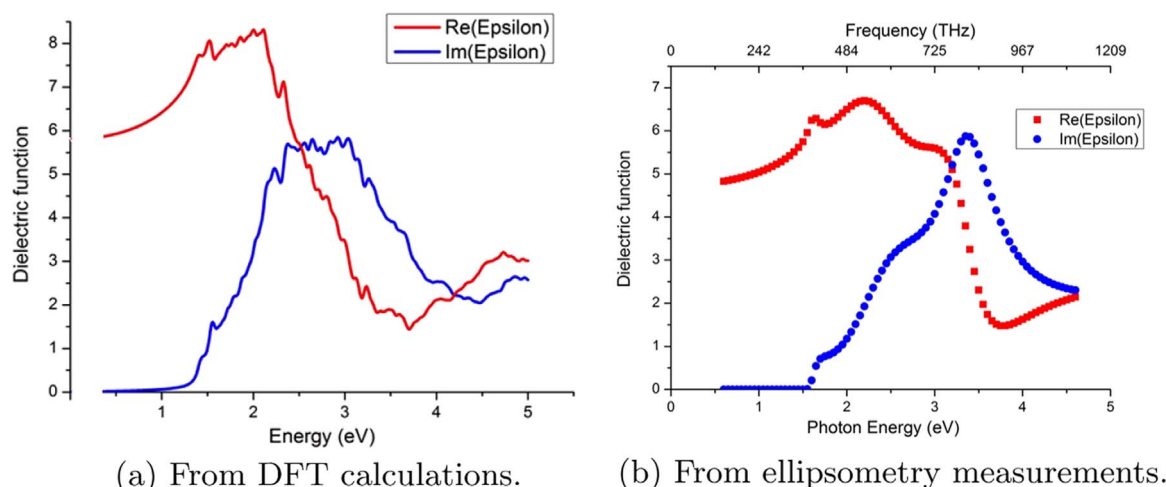 Re(Epsilon)
Im(Epsilon)
Dielectric function
8
7
6
5
4
3
2
1
0
1 2 3 4 5
Energy (eV)
(a) From DFT calculations.
Frequency (THz)
0 242 484 725 967 1209
Re(Epsilon)
Im(Epsilon)
Dielectric function
8
7
6
5
4
3
2
1
0
0 1 2 3 4 5
Photon Energy (eV)
(b) From ellipsometry measurements.